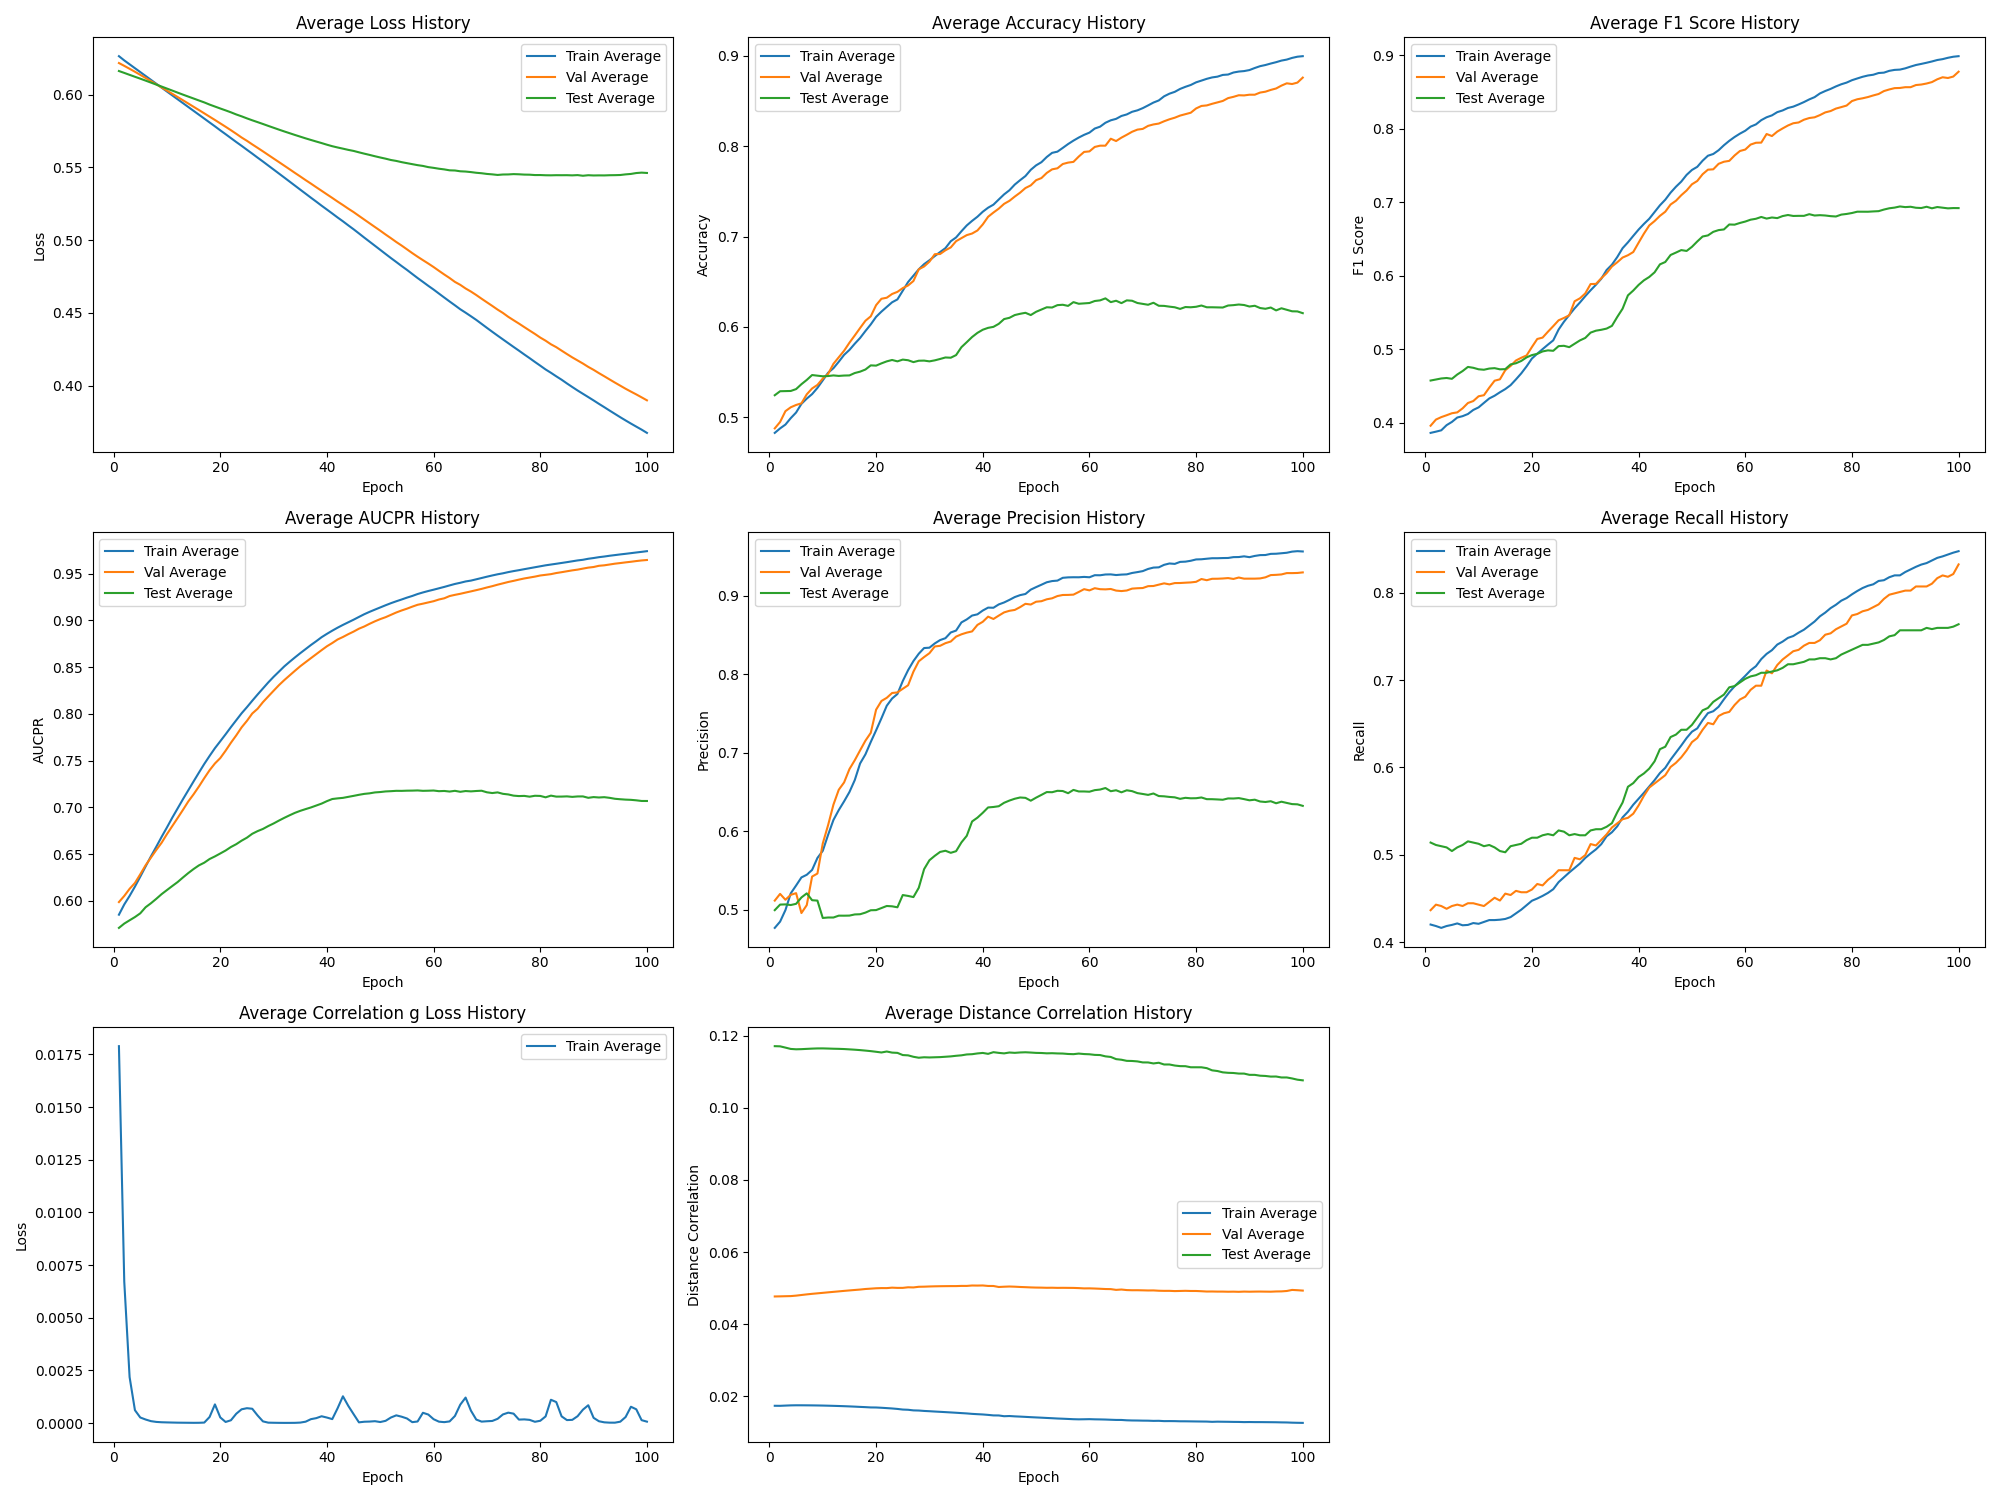 Average Loss History
Train Average
Val Average
Test Average
0.60
0.55
0.50
0.45
0.40
Loss
0 20 40 60 80 100
Epoch
Average Accuracy History
Train Average
Val Average
Test Average
0.9
0.8
0.7
0.6
0.5
Accuracy
0 20 40 60 80 100
Epoch
Average F1 Score History
Train Average
Val Average
Test Average
0.9
0.8
0.7
0.6
0.5
0.4
F1 Score
0 20 40 60 80 100
Epoch
Average AUCPR History
Train Average
Val Average
Test Average
0.95
0.90
0.85
0.80
0.75
0.70
0.65
0.60
AUCPR
0 20 40 60 80 100
Epoch
Average Precision History
Train Average
Val Average
Test Average
0.9
0.8
0.7
0.6
0.5
Precision
0 20 40 60 80 100
Epoch
Average Recall History
Train Average
Val Average
Test Average
0.8
0.7
0.6
0.5
0.4
Recall
0 20 40 60 80 100
Epoch
Average Correlation g Loss History
Train Average
0.0175
0.0150
0.0125
0.0100
0.0075
0.0050
0.0025
0.0000
Loss
0 20 40 60 80 100
Epoch
Average Distance Correlation History
0.12
0.10
0.08
0.06
0.04
0.02
Distance Correlation
Train Average
Val Average
Test Average
0 20 40 60 80 100
Epoch